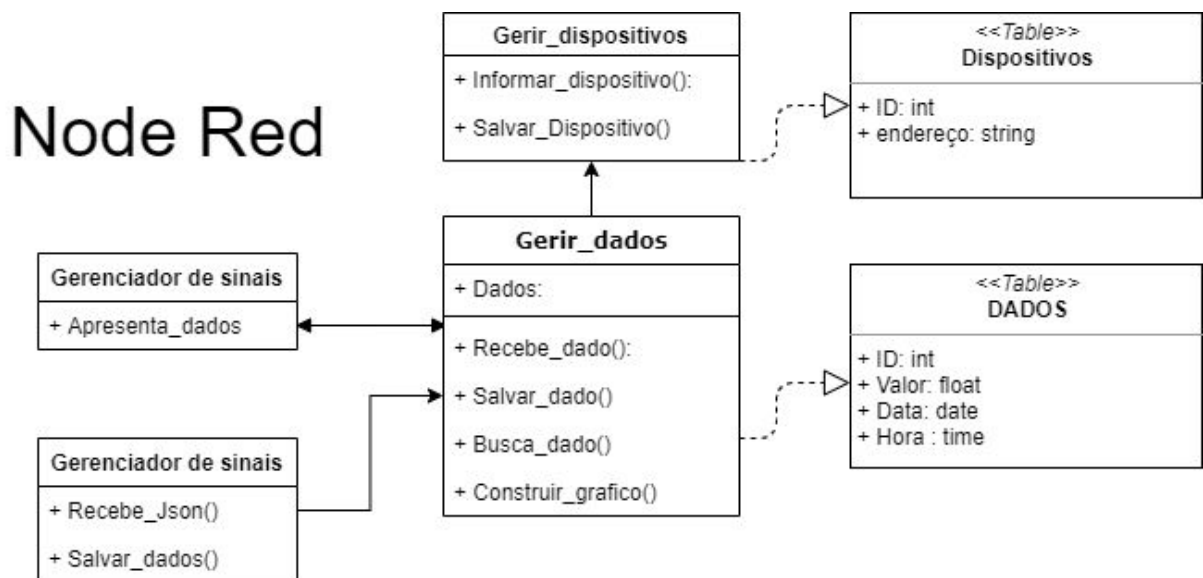 Node Red
Gerir_dispositivos
+ Informar_dispositivo():
+ Salvar_Dispositivo()
<<Table>>
Dispositivos
+ ID: int
+ endereço: string
Gerenciador de sinais
+ Apresenta_dados
Gerir_dados
+ Dados:
+ Recebe_dado():
+ Salvar_dado()
+ Busca_dado()
+ Construir_grafico()
<<Table>>
DADOS
+ ID: int
+ Valor: float
+ Data: date
+ Hora : time
Gerenciador de sinais
+ Recebe_Json()
+ Salvar_dados()